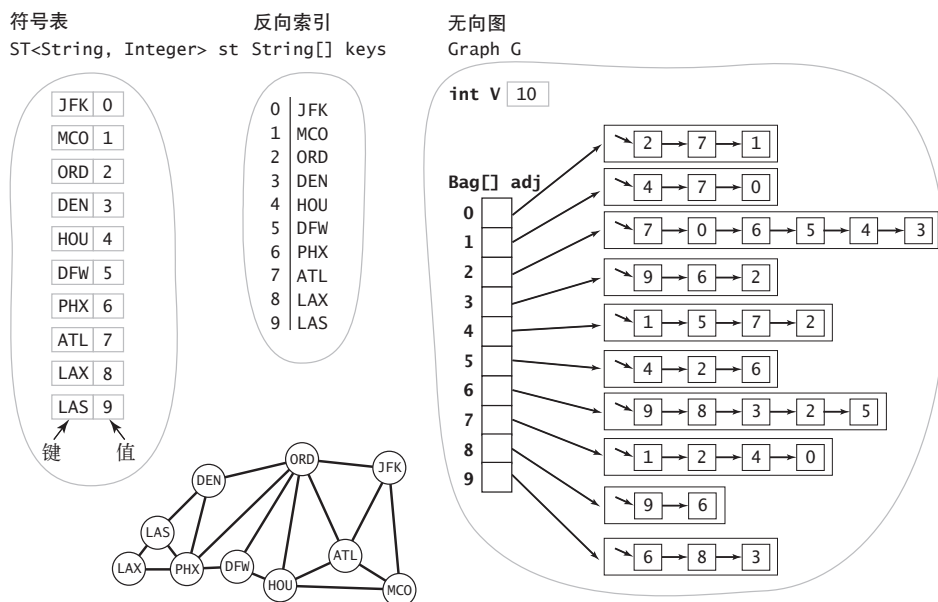 符号表
ST<String, Integer> st
JFK 0
MCO 1
ORD 2
DEN 3
HOU 4
DFW 5
PHX 6
ATL 7
LAX 8
LAS 9
键 值
反向索引
String[] keys
0 JFK
1 MCO
2 ORD
3 DEN
4 HOU
5 DFW
6 PHX
7 ATL
8 LAX
9 LAS
无向图
Graph G
int V 10
Bag[] adj
0 2 7 1
1 4 7 0
2 7 0 6 5 4 3
3 9 6 2
4 1 5 7 2
5 4 2 6
6 9 8 3 2 5
7 1 2 4 0
8 9 6
9 6 8 3
ORD
JFK
DEN
LAS
ATL
LAX
PHX
DFW
HOU
MCO